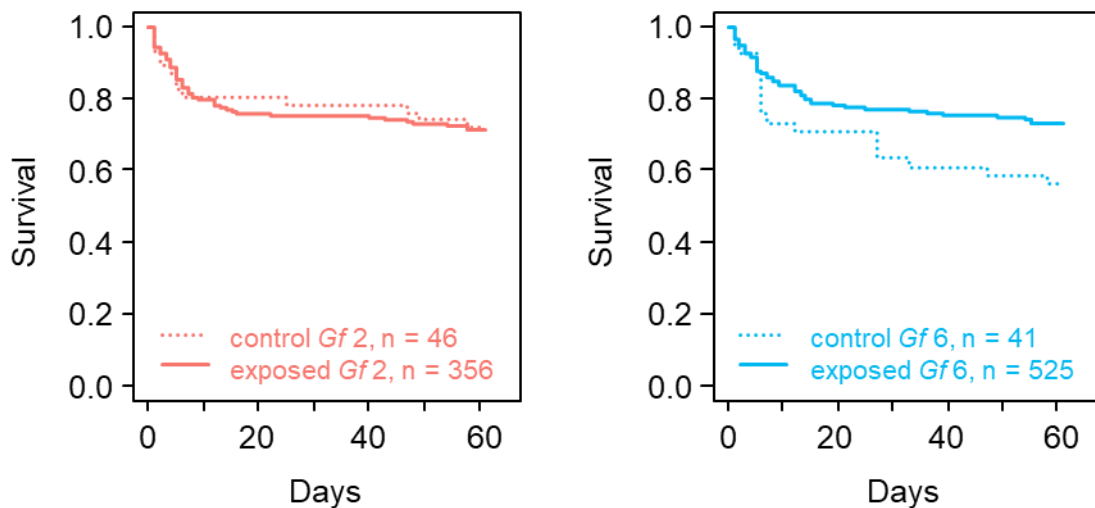 1.0
0.8
0.6
0.4
0.2
0.0
Survival
control Gf 2, n = 46
exposed Gf 2, n = 356
0 20 40 60
Days
1.0
0.8
0.6
0.4
0.2
0.0
Survival
control Gf 6, n = 41
exposed Gf 6, n = 525
0 20 40 60
Days